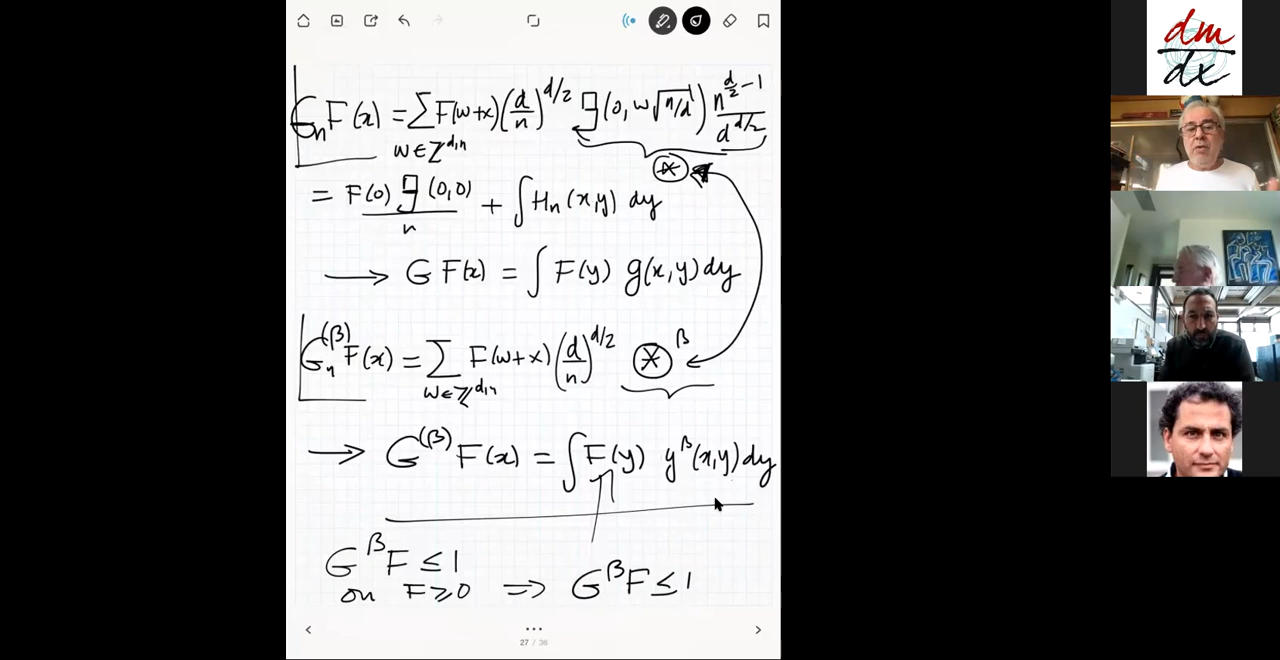 G_n F(x) = ∑_{w∈ℤ^{d,n}} F(w+x) (d/n)^{d/2} g(0, w√(n/d)) n^{d/2 - 1} / d^{d/2}
⊛
= F(0) g(0,0) / n + ∫ H_n(x,y) dy
→ G F(x) = ∫ F(y) g(x,y) dy
G_n^{(β)} F(x) = ∑_{w∈ℤ^{d,n}} F(w+x) (d/n)^{d/2} ⊛^β
→ G^{(β)} F(x) = ∫ F(y) y^β(x,y) dy
G^β F ≤ 1
on F ≥ 0 ⇒ G^β F ≤ 1
27 / 36
dm
dx